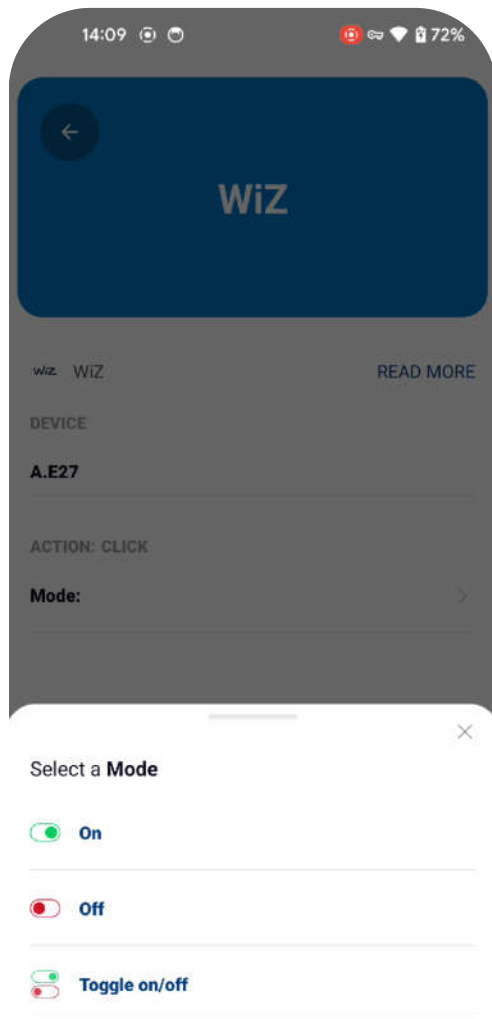 14:09 72%
WiZ
WiZ WiZ READ MORE
DEVICE
A.E27
ACTION: CLICK
Mode:
Select a Mode
On
Off
Toggle on/off